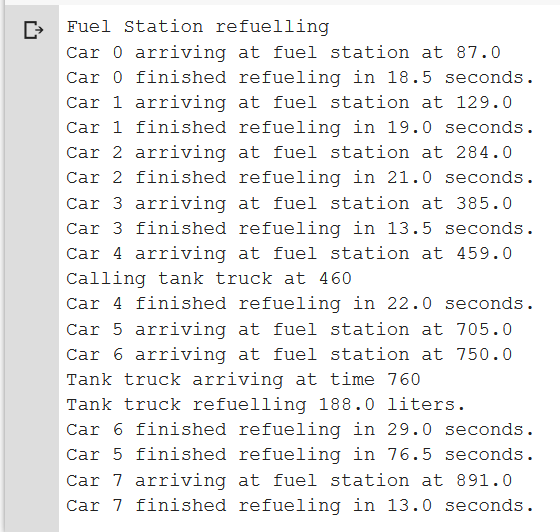 Fuel Station refuelling
Car 0 arriving at fuel station at 87.0
Car 0 finished refueling in 18.5 seconds.
Car 1 arriving at fuel station at 129.0
Car 1 finished refueling in 19.0 seconds.
Car 2 arriving at fuel station at 284.0
Car 2 finished refueling in 21.0 seconds.
Car 3 arriving at fuel station at 385.0
Car 3 finished refueling in 13.5 seconds.
Car 4 arriving at fuel station at 459.0
Calling tank truck at 460
Car 4 finished refueling in 22.0 seconds.
Car 5 arriving at fuel station at 705.0
Car 6 arriving at fuel station at 750.0
Tank truck arriving at time 760
Tank truck refuelling 188.0 liters.
Car 6 finished refueling in 29.0 seconds.
Car 5 finished refueling in 76.5 seconds.
Car 7 arriving at fuel station at 891.0
Car 7 finished refueling in 13.0 seconds.